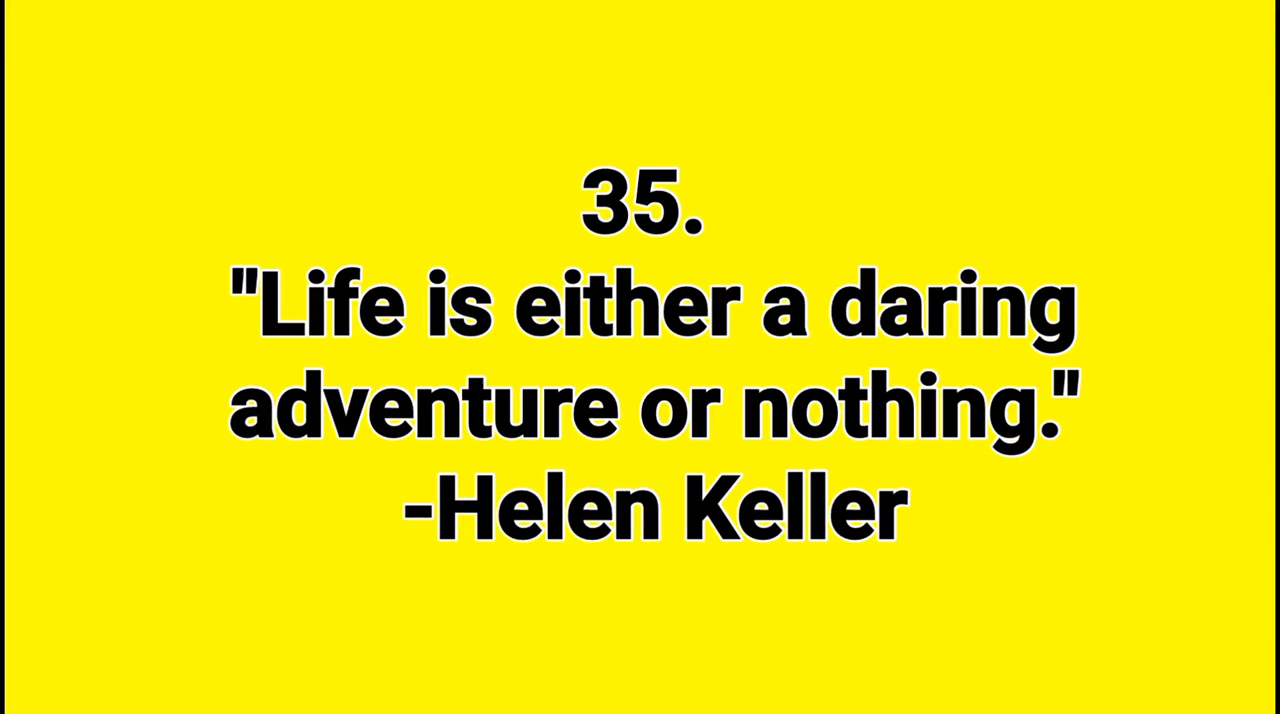 35.
"Life is either a daring
adventure or nothing."
-Helen Keller